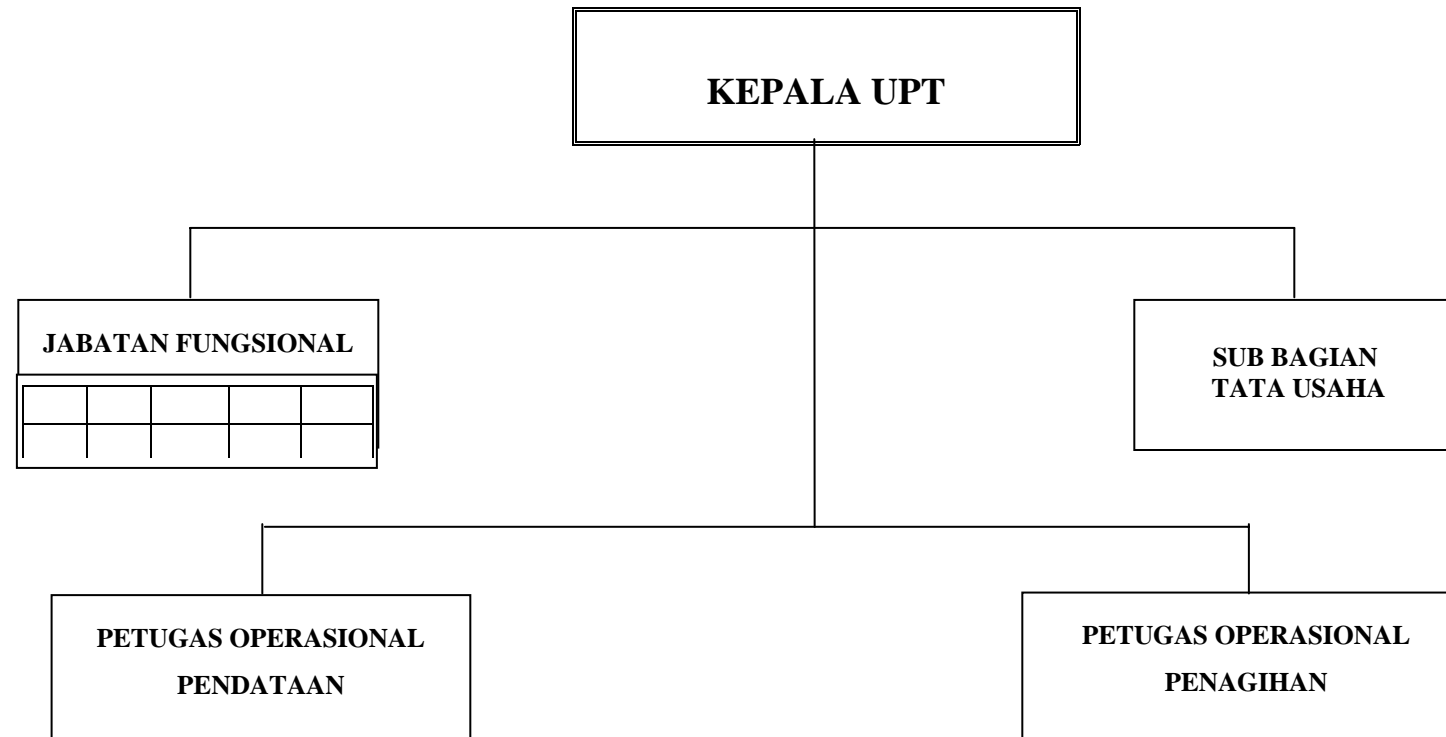 KEPALA UPT
JABATAN FUNGSIONAL
SUB BAGIAN
TATA USAHA
PETUGAS OPERASIONAL
PENDATAAN
PETUGAS OPERASIONAL
PENAGIHAN